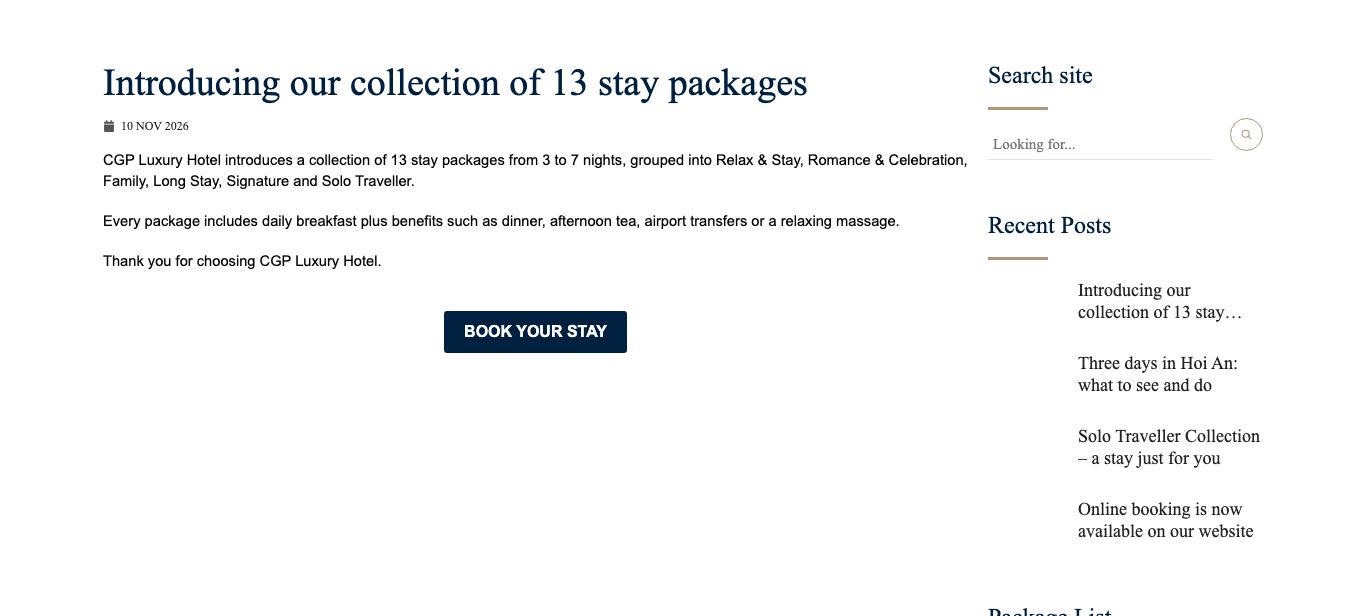 Introducing our collection of 13 stay packages
10 NOV 2026
CGP Luxury Hotel introduces a collection of 13 stay packages from 3 to 7 nights, grouped into Relax & Stay, Romance & Celebration,
Family, Long Stay, Signature and Solo Traveller.
Every package includes daily breakfast plus benefits such as dinner, afternoon tea, airport transfers or a relaxing massage.
Thank you for choosing CGP Luxury Hotel.
BOOK YOUR STAY
Search site
Looking for...
Recent Posts
Introducing our
collection of 13 stay…
Three days in Hoi An:
what to see and do
Solo Traveller Collection
– a stay just for you
Online booking is now
available on our website
Package List